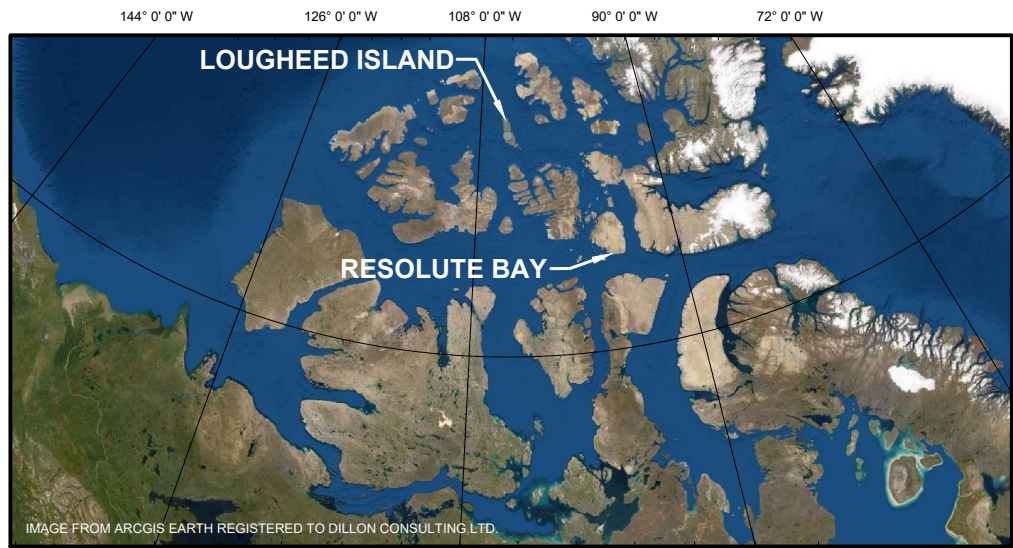 144° 0' 0" W 126° 0' 0" W 108° 0' 0" W 90° 0' 0" W 72° 0' 0" W
LOUGHEED ISLAND
RESOLUTE BAY
IMAGE FROM ARCGIS EARTH REGISTERED TO DILLON CONSULTING LTD.